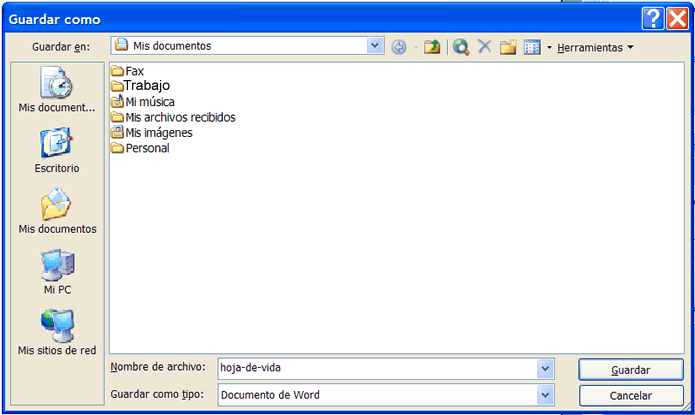 Guardar como
Guardar en: Mis documentos Herramientas
Mis document...
Escritorio
Mis documentos
Mi PC
Mis sitios de red
Fax
Trabajo
Mi música
Mis archivos recibidos
Mis imágenes
Personal
Nombre de archivo: hoja-de-vida Guardar
Guardar como tipo: Documento de Word Cancelar